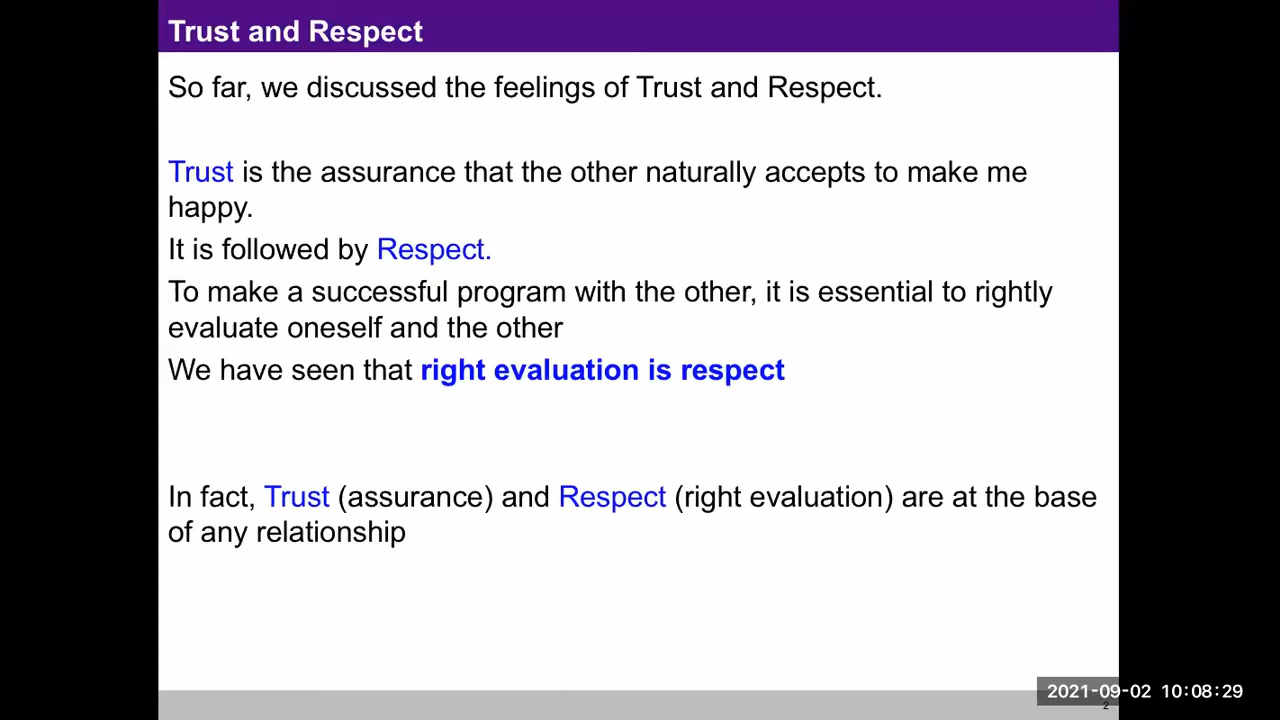 Trust and Respect
So far, we discussed the feelings of Trust and Respect.
Trust is the assurance that the other naturally accepts to make me
happy.
It is followed by Respect.
To make a successful program with the other, it is essential to rightly
evaluate oneself and the other
We have seen that right evaluation is respect
In fact, Trust (assurance) and Respect (right evaluation) are at the base
of any relationship
2021-09-02 10:08:29
2